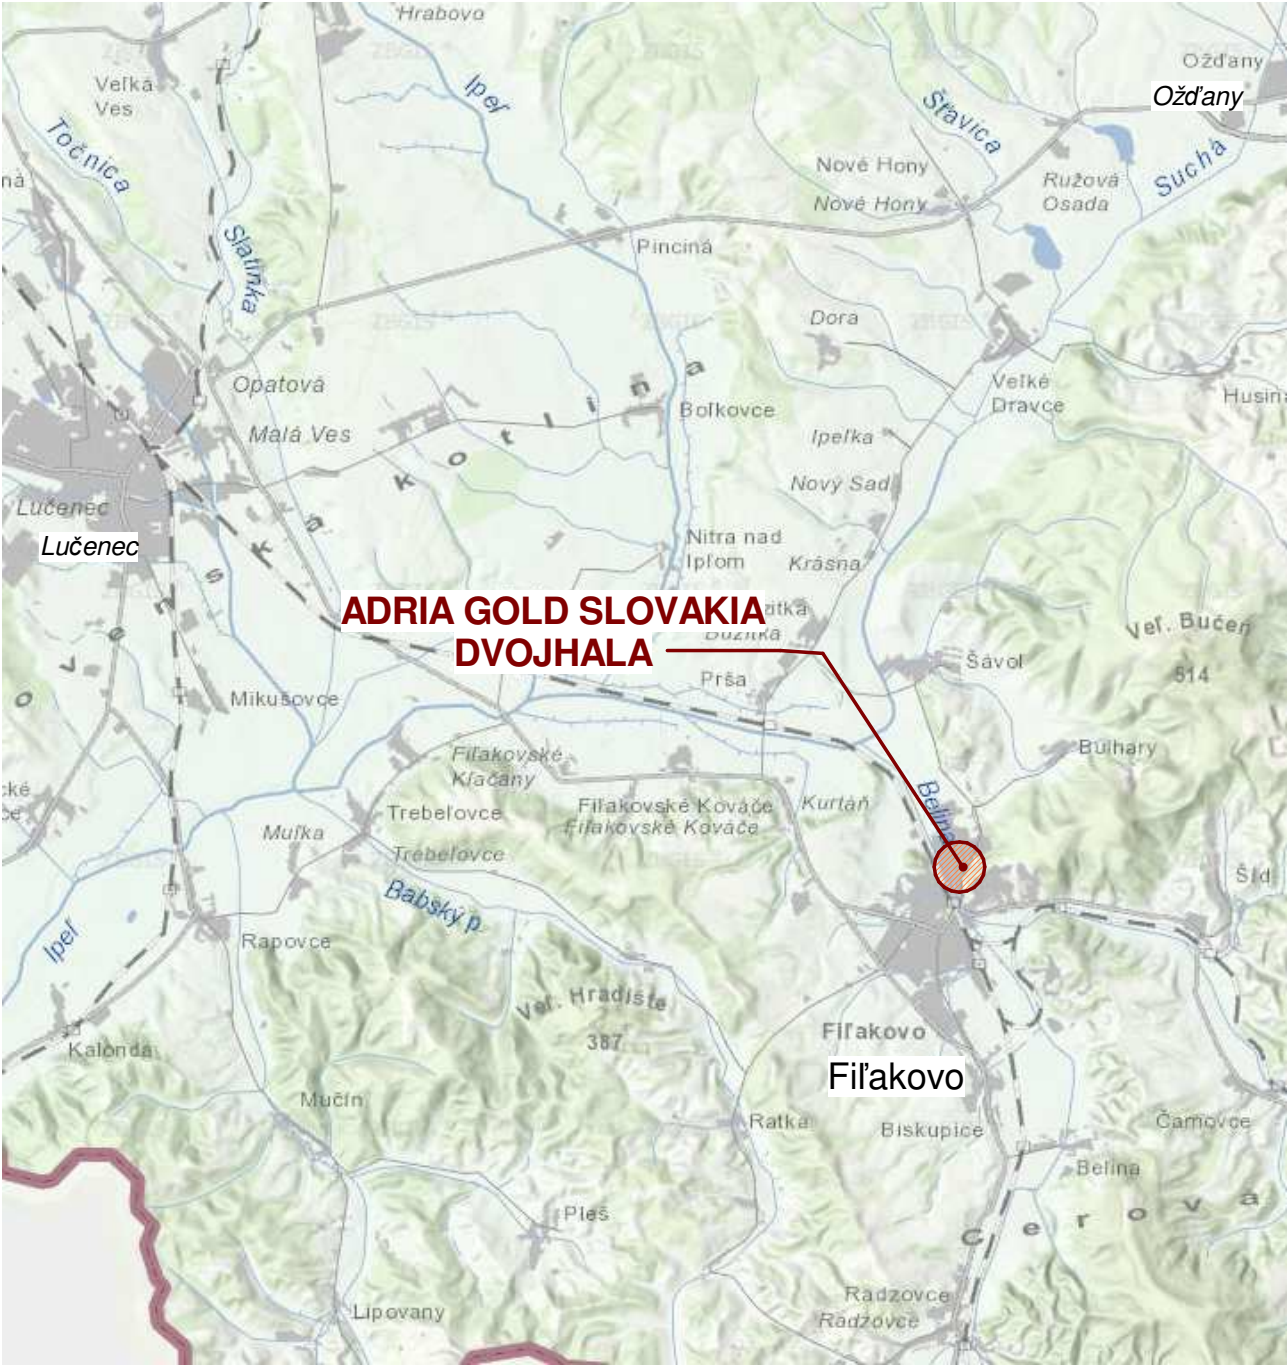 Hrabovo
Ožďany
Veľká
Ves
Ipeľ
Ožďany
Šťavica
Točnica
Suchá
Nové Hony
Nové Hony
Ružová
Osada
Slatinka
Pinciná
Dora
Opatová
Veľké
Dravce
Boľkovce
Malá Ves
Ipeľka
Nový Sad
Lučenec
Lučenec
Nitra nad
Ipľom
Krásna
k o t l i n a
ADRIA GOLD SLOVAKIA
DVOJHALA
Buzitka
Veľ. Bučeň
514
Šávol
Prša
Mikušovce
Fiľakovské
Kľačany
Bulhary
Belina
Trebeľovce
Fiľakovské Kováče
Fiľakovské Kováče
Kurtáň
Muľka
Trebeľovce
Šíd
Babský p.
Ipeľ
Rapovce
Veľ. Hradište
387
Fiľakovo
Fiľakovo
Kalonda
Mučín
Ratka
Biskupice
Čamovce
Belina
Pleš
C e r o v á
Lipovany
Radzovce
Radzovce